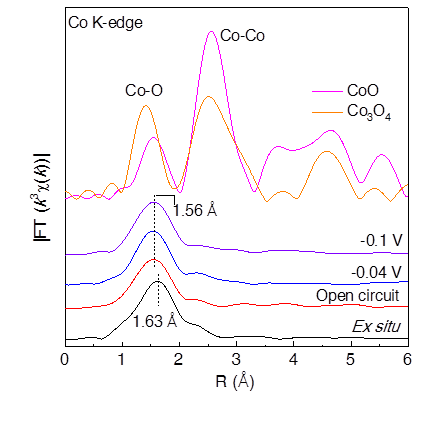 Co K-edge
Co-Co
Co-O
CoO
Co₃O₄
|FT (k³χ(k))|
1.56 Å
-0.1 V
-0.04 V
Open circuit
1.63 Å
Ex situ
0 1 2 3 4 5 6
R (Å)